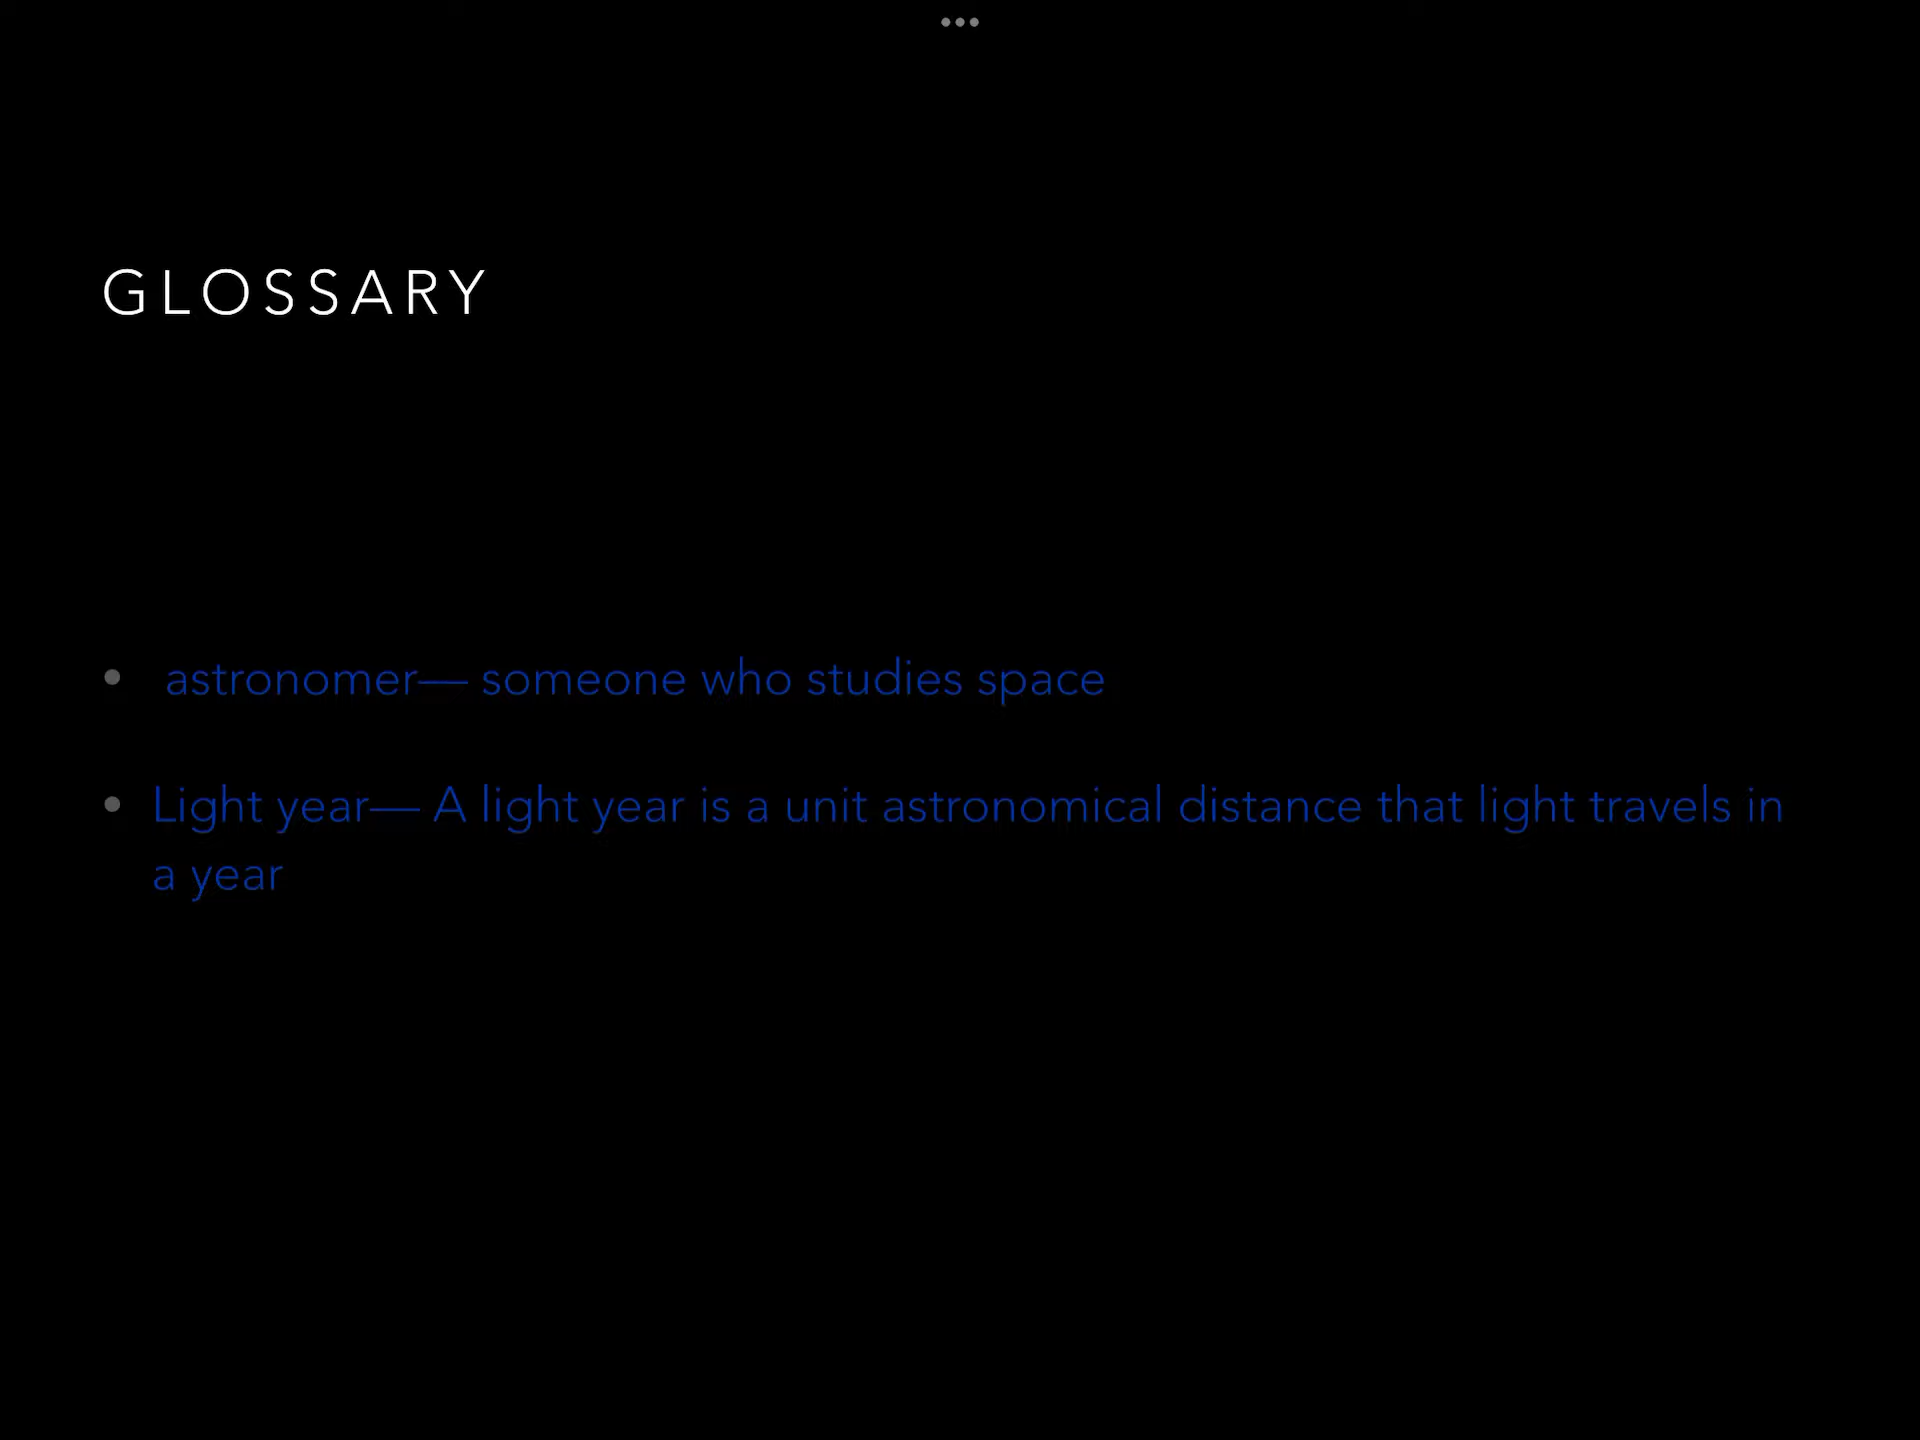 GLOSSARY
• astronomer— someone who studies space
• Light year— A light year is a unit astronomical distance that light travels in
a year